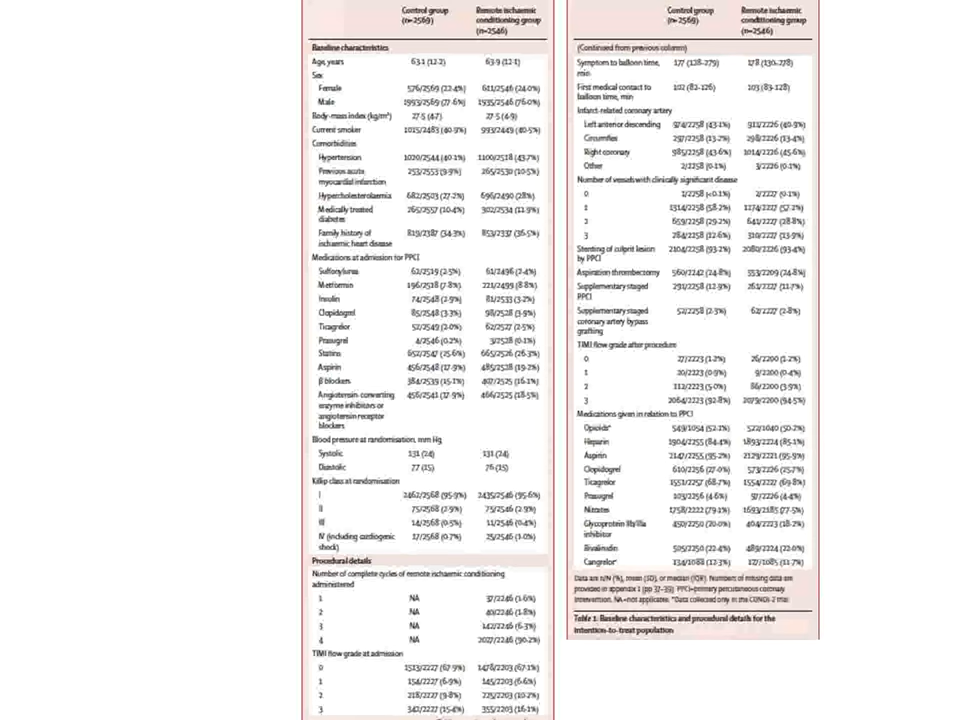 Control group Remote ischaemic
(n=2569) conditioning group
(n=2546)
Baseline characteristics
Age, years 63·1 (12·2) 63·9 (12·1)
Sex
Female 576/2569 (22·4%) 611/2546 (24·0%)
Male 1993/2569 (77·6%) 1935/2546 (76·0%)
Body-mass index (kg/m²) 27·5 (4·7) 27·5 (4·9)
Current smoker 1015/2483 (40·9%) 993/2449 (40·5%)
Comorbidities
Hypertension 1020/2544 (40·1%) 1100/2518 (43·7%)
Previous acute 253/2553 (9·9%) 265/2530 (10·5%)
myocardial infarction
Hypercholesterolaemia 682/2503 (27·2%) 696/2490 (28%)
Medically treated 265/2557 (10·4%) 302/2534 (11·9%)
diabetes
Family history of 819/2387 (34·3%) 853/2337 (36·5%)
ischaemic heart disease
Medications at admission for PPCI
Sulfonylurea 62/2519 (2·5%) 61/2496 (2·4%)
Metformin 196/2518 (7·8%) 221/2499 (8·8%)
Insulin 74/2548 (2·9%) 81/2533 (3·2%)
Clopidogrel 85/2548 (3·3%) 98/2528 (3·9%)
Ticagrelor 52/2549 (2·0%) 62/2527 (2·5%)
Prasugrel 4/2546 (0·2%) 3/2528 (0·1%)
Statins 652/2547 (25·6%) 665/2526 (26·3%)
Aspirin 456/2548 (17·9%) 485/2528 (19·2%)
β blockers 384/2539 (15·1%) 407/2525 (16·1%)
Angiotensin-converting 456/2541 (17·9%) 466/2525 (18·5%)
enzyme inhibitors or
angiotensin receptor
blockers
Blood pressure at randomisation, mm Hg
Systolic 131 (24) 131 (24)
Diastolic 77 (15) 76 (15)
Killip class at randomisation
I 2462/2568 (95·9%) 2435/2546 (95·6%)
II 75/2568 (2·9%) 75/2546 (2·9%)
III 14/2568 (0·5%) 11/2546 (0·4%)
IV (including cardiogenic 17/2568 (0·7%) 25/2546 (1·0%)
shock)
Procedural details
Number of complete cycles of remote ischaemic conditioning
administered
1 NA 37/2246 (1·6%)
2 NA 40/2246 (1·8%)
3 NA 142/2246 (6·3%)
4 NA 2027/2246 (90·2%)
TIMI flow grade at admission
0 1513/2227 (67·9%) 1478/2203 (67·1%)
1 154/2227 (6·9%) 145/2203 (6·6%)
2 218/2227 (9·8%) 225/2203 (10·2%)
3 342/2227 (15·4%) 355/2203 (16·1%)
Control group Remote ischaemic
(n=2569) conditioning group
(n=2546)
(Continued from previous column)
Symptom to balloon time, 177 (128–279) 178 (130–278)
min
First medical contact to 102 (82–126) 103 (83–128)
balloon time, min
Infarct-related coronary artery
Left anterior descending 974/2258 (43·1%) 911/2226 (40·9%)
Circumflex 297/2258 (13·2%) 298/2226 (13·4%)
Right coronary 985/2258 (43·6%) 1014/2226 (45·6%)
Other 2/2258 (0·1%) 3/2226 (0·1%)
Number of vessels with clinically significant disease
0 1/2258 (<0·1%) 2/2227 (0·1%)
1 1314/2258 (58·2%) 1274/2227 (57·2%)
2 659/2258 (29·2%) 641/2227 (28·8%)
3 284/2258 (12·6%) 310/2227 (13·9%)
Stenting of culprit lesion 2104/2258 (93·2%) 2080/2226 (93·4%)
by PPCI
Aspiration thrombectomy 560/2242 (24·8%) 553/2209 (24·8%)
Supplementary staged 291/2258 (12·9%) 261/2227 (11·7%)
PPCI
Supplementary staged 52/2258 (2·3%) 62/2227 (2·8%)
coronary artery bypass
grafting
TIMI flow grade after procedure
0 27/2223 (1·2%) 26/2200 (1·2%)
1 20/2223 (0·9%) 9/2200 (0·4%)
2 112/2223 (5·0%) 86/2200 (3·9%)
3 2064/2223 (92·8%) 2079/2200 (94·5%)
Medications given in relation to PPCI
Opioids* 549/1054 (52·1%) 522/1040 (50·2%)
Heparin 1904/2255 (84·4%) 1893/2224 (85·1%)
Aspirin 2147/2255 (95·2%) 2129/2221 (95·9%)
Clopidogrel 610/2256 (27·0%) 573/2226 (25·7%)
Ticagrelor 1551/2257 (68·7%) 1554/2227 (69·8%)
Prasugrel 103/2256 (4·6%) 97/2226 (4·4%)
Nitrates 1758/2222 (79·1%) 1693/2185 (77·5%)
Glycoprotein IIb/IIIa 450/2250 (20·0%) 404/2223 (18·2%)
inhibitor
Bivalirudin 505/2250 (22·4%) 489/2224 (22·0%)
Cangrelor* 134/1088 (12·3%) 127/1085 (11·7%)
Data are n/N (%), mean (SD), or median (IQR). Numbers of missing data are
provided in appendix 1 (pp 37–39). PPCI=primary percutaneous coronary
intervention. NA=not applicable. *Data collected only in the CONDI-2 trial.
Table 1: Baseline characteristics and procedural details for the
intention-to-treat population